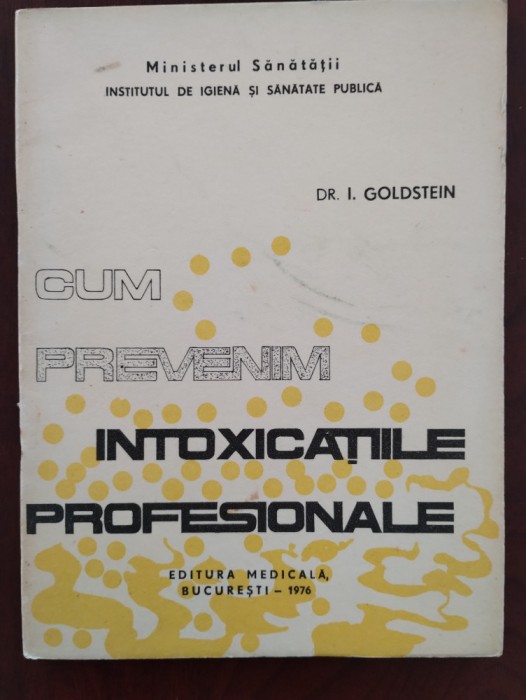 Ministerul Sănătății
INSTITUTUL DE IGIENĂ ȘI SĂNĂTATE PUBLICĂ
DR. I. GOLDSTEIN
CUM
PREVENIM
INTOXICAȚIILE
PROFESIONALE
EDITURA MEDICALĂ,
BUCUREȘTI – 1976